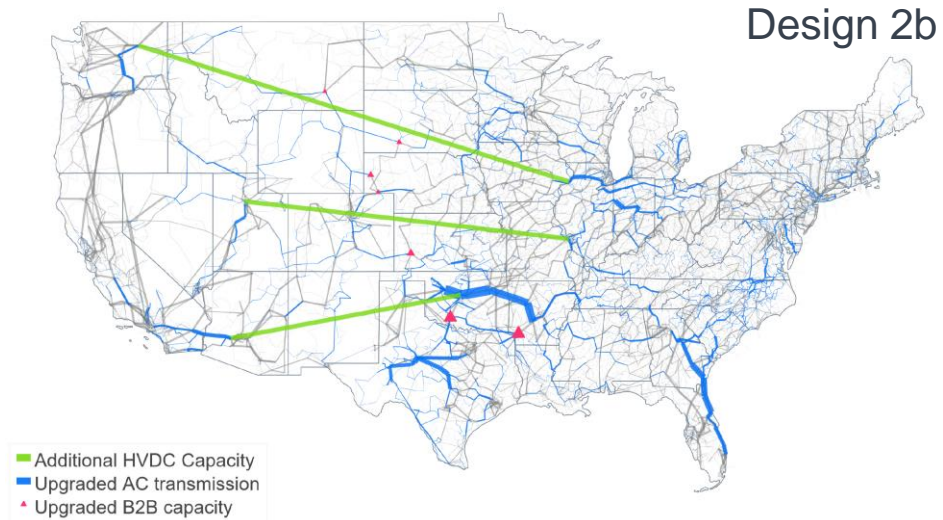 Design 2b
Additional HVDC Capacity
Upgraded AC transmission
Upgraded B2B capacity